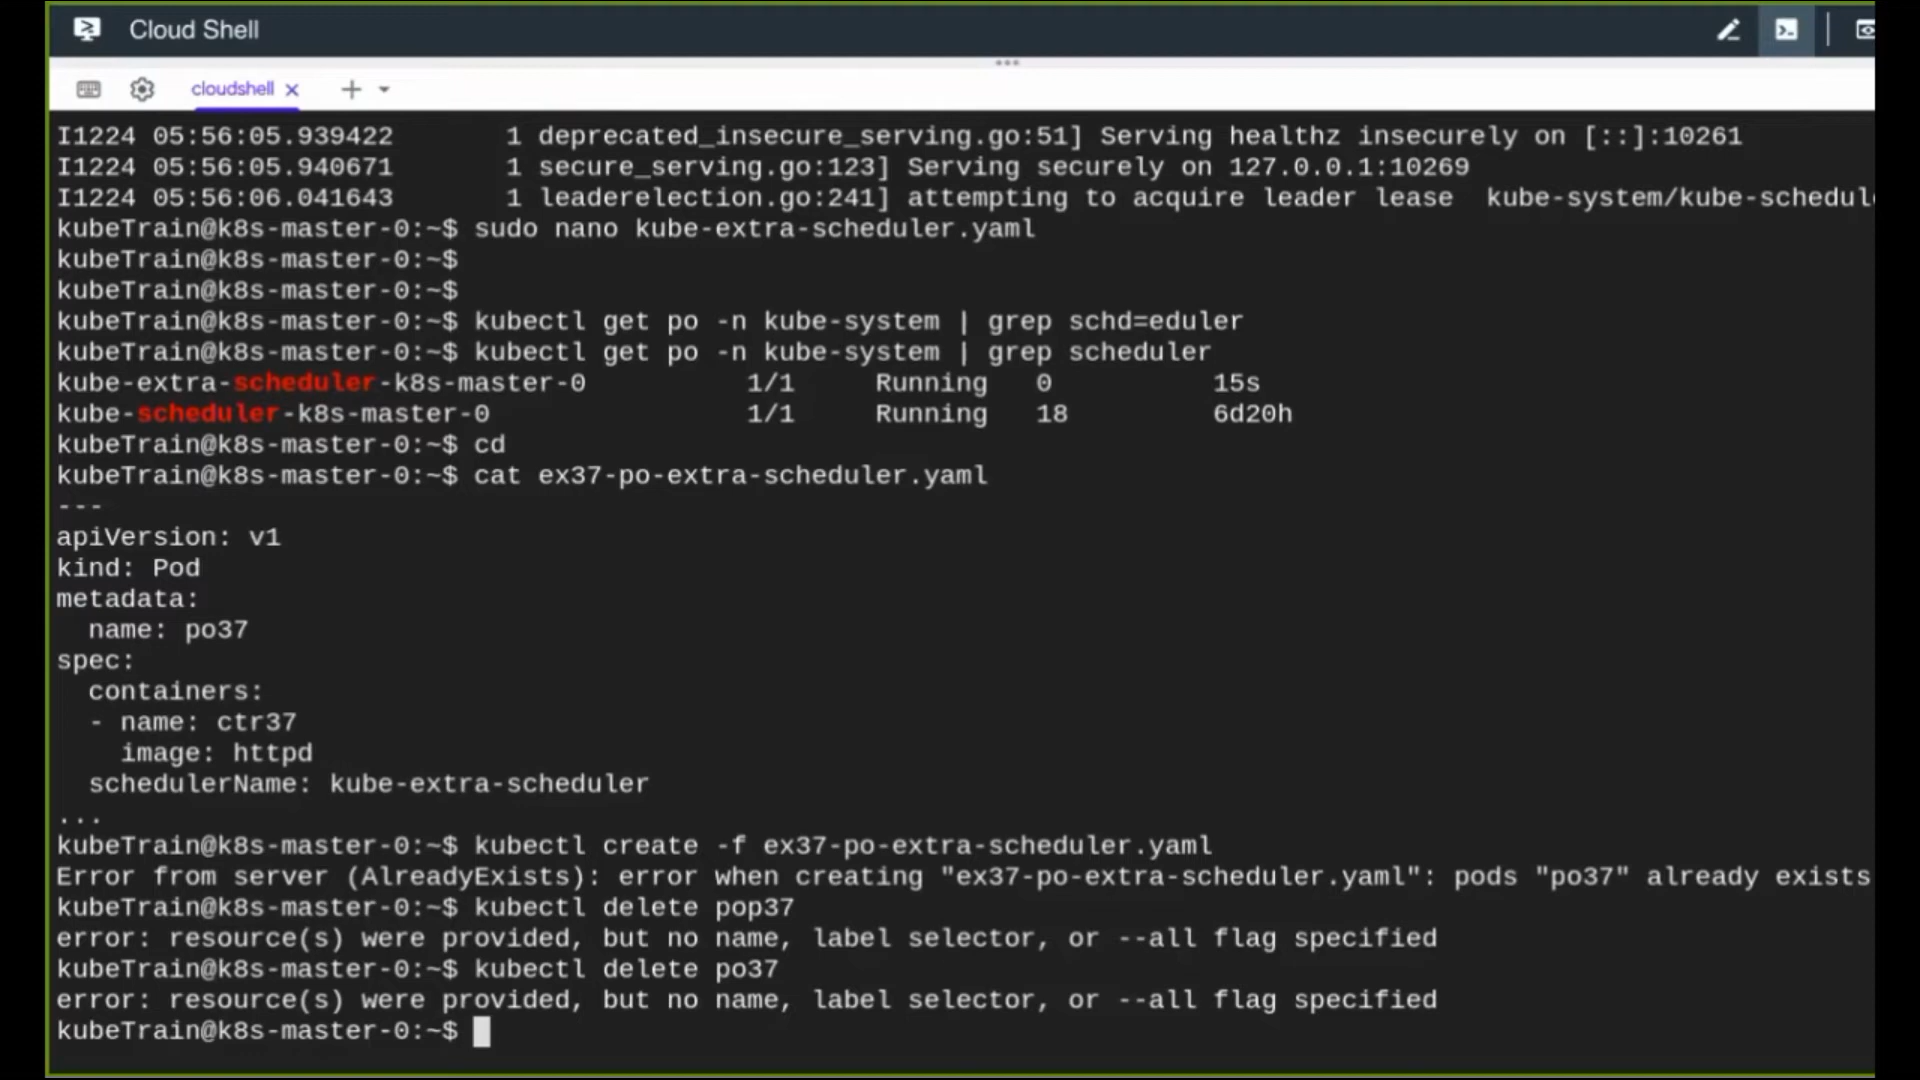 Cloud Shell
cloudshell
I1224 05:56:05.939422       1 deprecated_insecure_serving.go:51] Serving healthz insecurely on [::]:10261
I1224 05:56:05.940671       1 secure_serving.go:123] Serving securely on 127.0.0.1:10269
I1224 05:56:06.041643       1 leaderelection.go:241] attempting to acquire leader lease  kube-system/kube-schedul
kubeTrain@k8s-master-0:~$ sudo nano kube-extra-scheduler.yaml
kubeTrain@k8s-master-0:~$
kubeTrain@k8s-master-0:~$
kubeTrain@k8s-master-0:~$ kubectl get po -n kube-system | grep schd=eduler
kubeTrain@k8s-master-0:~$ kubectl get po -n kube-system | grep scheduler
kube-extra-scheduler-k8s-master-0          1/1     Running   0          15s
kube-scheduler-k8s-master-0                1/1     Running   18         6d20h
kubeTrain@k8s-master-0:~$ cd
kubeTrain@k8s-master-0:~$ cat ex37-po-extra-scheduler.yaml
---
apiVersion: v1
kind: Pod
metadata:
  name: po37
spec:
  containers:
  - name: ctr37
    image: httpd
  schedulerName: kube-extra-scheduler
...
kubeTrain@k8s-master-0:~$ kubectl create -f ex37-po-extra-scheduler.yaml
Error from server (AlreadyExists): error when creating "ex37-po-extra-scheduler.yaml": pods "po37" already exists
kubeTrain@k8s-master-0:~$ kubectl delete pop37
error: resource(s) were provided, but no name, label selector, or --all flag specified
kubeTrain@k8s-master-0:~$ kubectl delete po37
error: resource(s) were provided, but no name, label selector, or --all flag specified
kubeTrain@k8s-master-0:~$